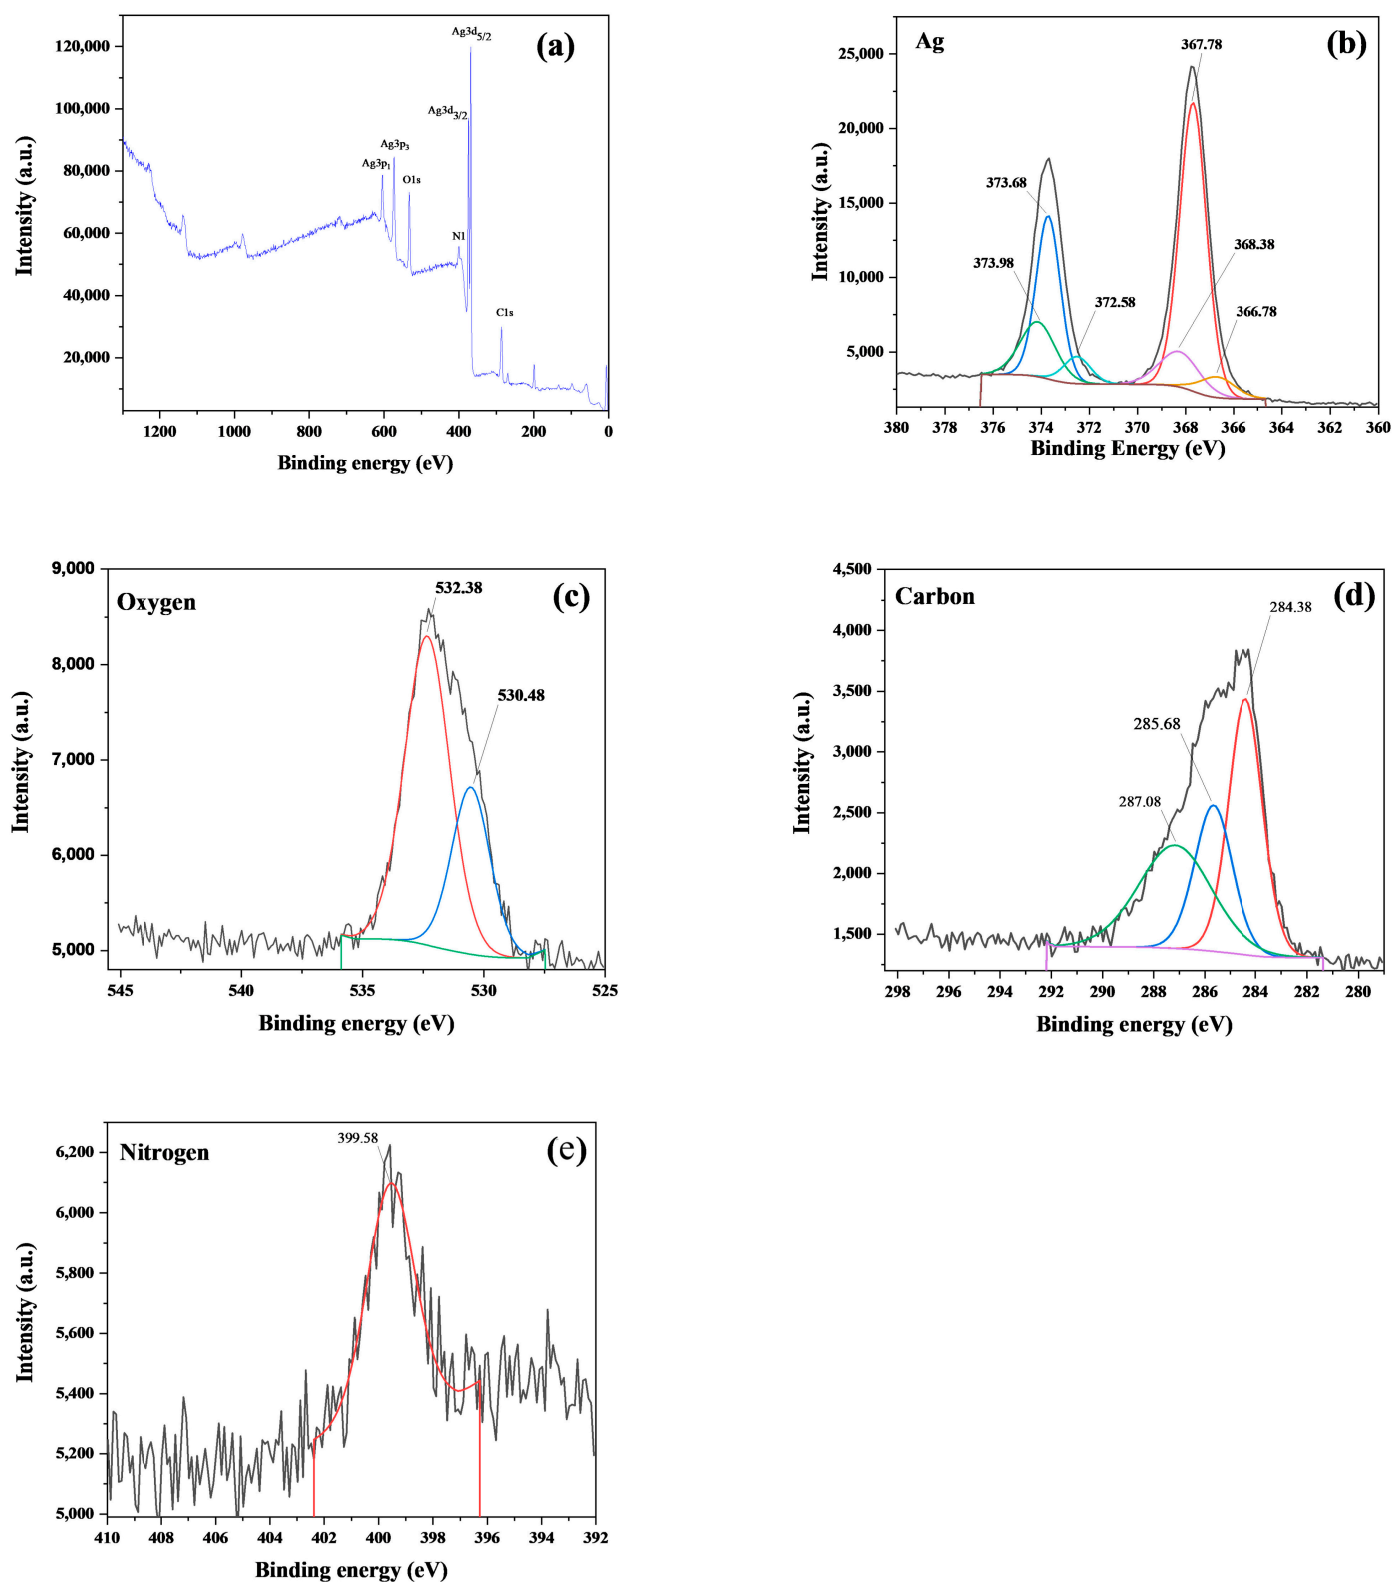 (a)
Ag3d5/2
120,000
Ag3d3/2
100,000
Ag3p3
Ag3p1
80,000
O1s
N1
60,000
40,000
C1s
20,000
1200 1000 800 600 400 200 0
Intensity (a.u.)
Binding energy (eV)
Ag
(b)
367.78
25,000
20,000
373.68
15,000
368.38
373.98
10,000
372.58
366.78
5,000
380 378 376 374 372 370 368 366 364 362 360
Intensity (a.u.)
Binding Energy (eV)
9,000
Oxygen
(c)
532.38
8,000
530.48
7,000
6,000
5,000
545 540 535 530 525
Intensity (a.u.)
Binding energy (eV)
4,500
Carbon
(d)
284.38
4,000
3,500
285.68
3,000
287.08
2,500
2,000
1,500
298 296 294 292 290 288 286 284 282 280
Intensity (a.u.)
Binding energy (eV)
Nitrogen
399.58
(e)
6,200
6,000
5,800
5,600
5,400
5,200
5,000
410 408 406 404 402 400 398 396 394 392
Intensity (a.u.)
Binding energy (eV)